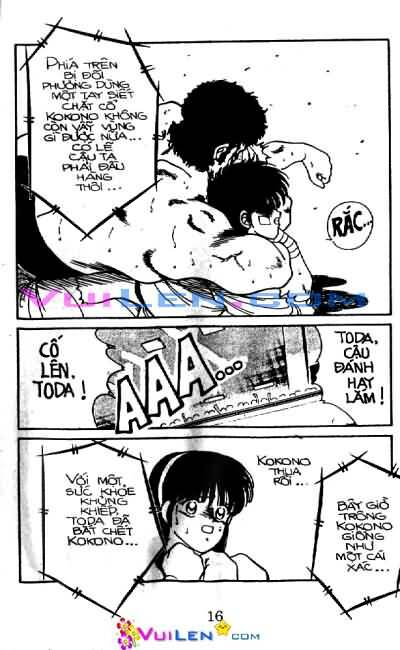 PHÍA TRÊN
BỊ ĐỐI
PHƯƠNG DÙNG
MỘT TAY SIẾT
CHẶT CỔ
KOKONO KHÔNG
CÒN VẪY VÙNG
GÌ ĐƯỢC NỮA...
CÓ LẼ
CẬU TA
PHẢI ĐẦU
HÀNG
THÔI...
RẮC...
VUILEN.COM
CỐ
LÊN,
TODA!
AAA...
TODA,
CẬU
ĐÁNH
HAY
LẮM!
VỚI MỘT
SỨC KHỎE
KHỦNG
KHIẾP,
TODA ĐÃ
BẮT CHẾT
KOKONO...
KOKONO
THUA
RỒI...
BÂY GIỜ
TRÔNG
KOKONO
GIỐNG
NHƯ
MỘT CÁI
XÁC...
16
VUILEN.COM